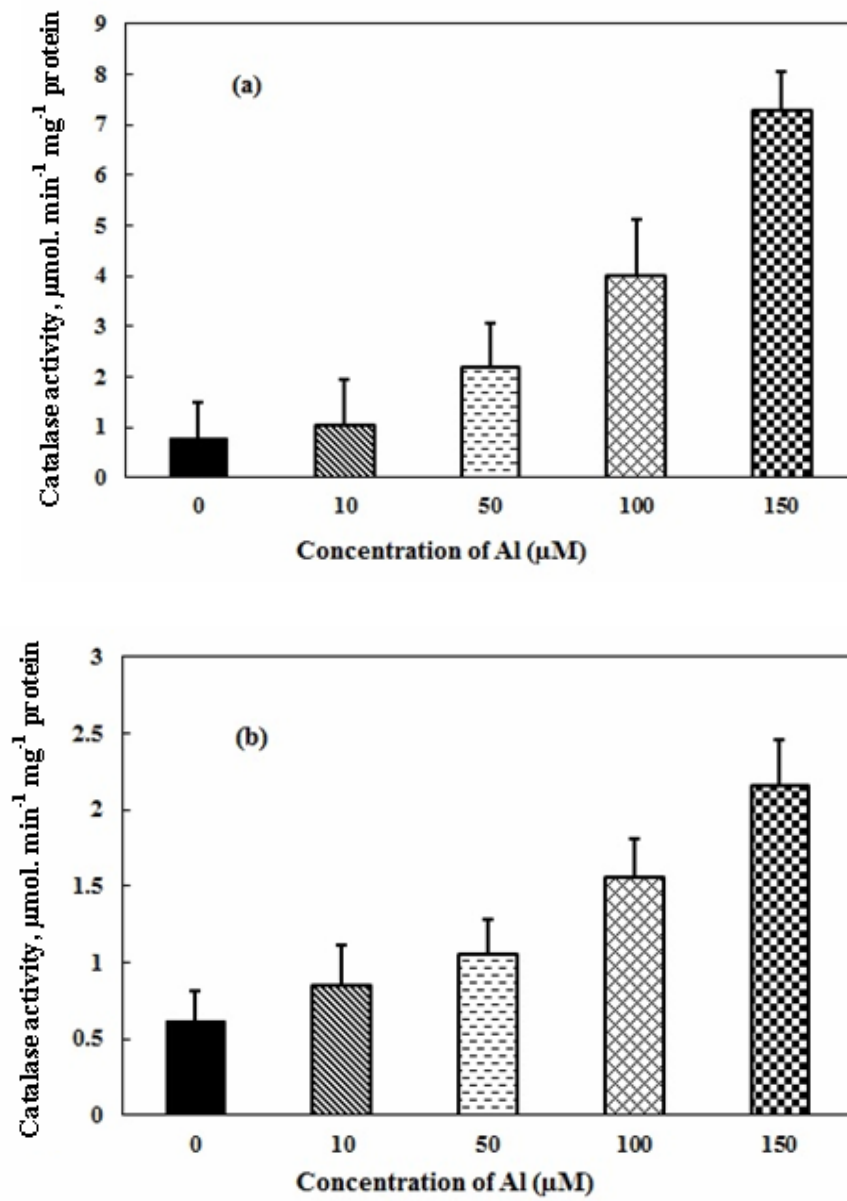 9
8
7
6
5
4
3
2
1
0
Catalase activity, µmol. min⁻¹ mg⁻¹ protein
(a)
0 10 50 100 150
Concentration of Al (µM)
3
2.5
2
1.5
1
0.5
0
Catalase activity, µmol. min⁻¹ mg⁻¹ protein
(b)
0 10 50 100 150
Concentration of Al (µM)